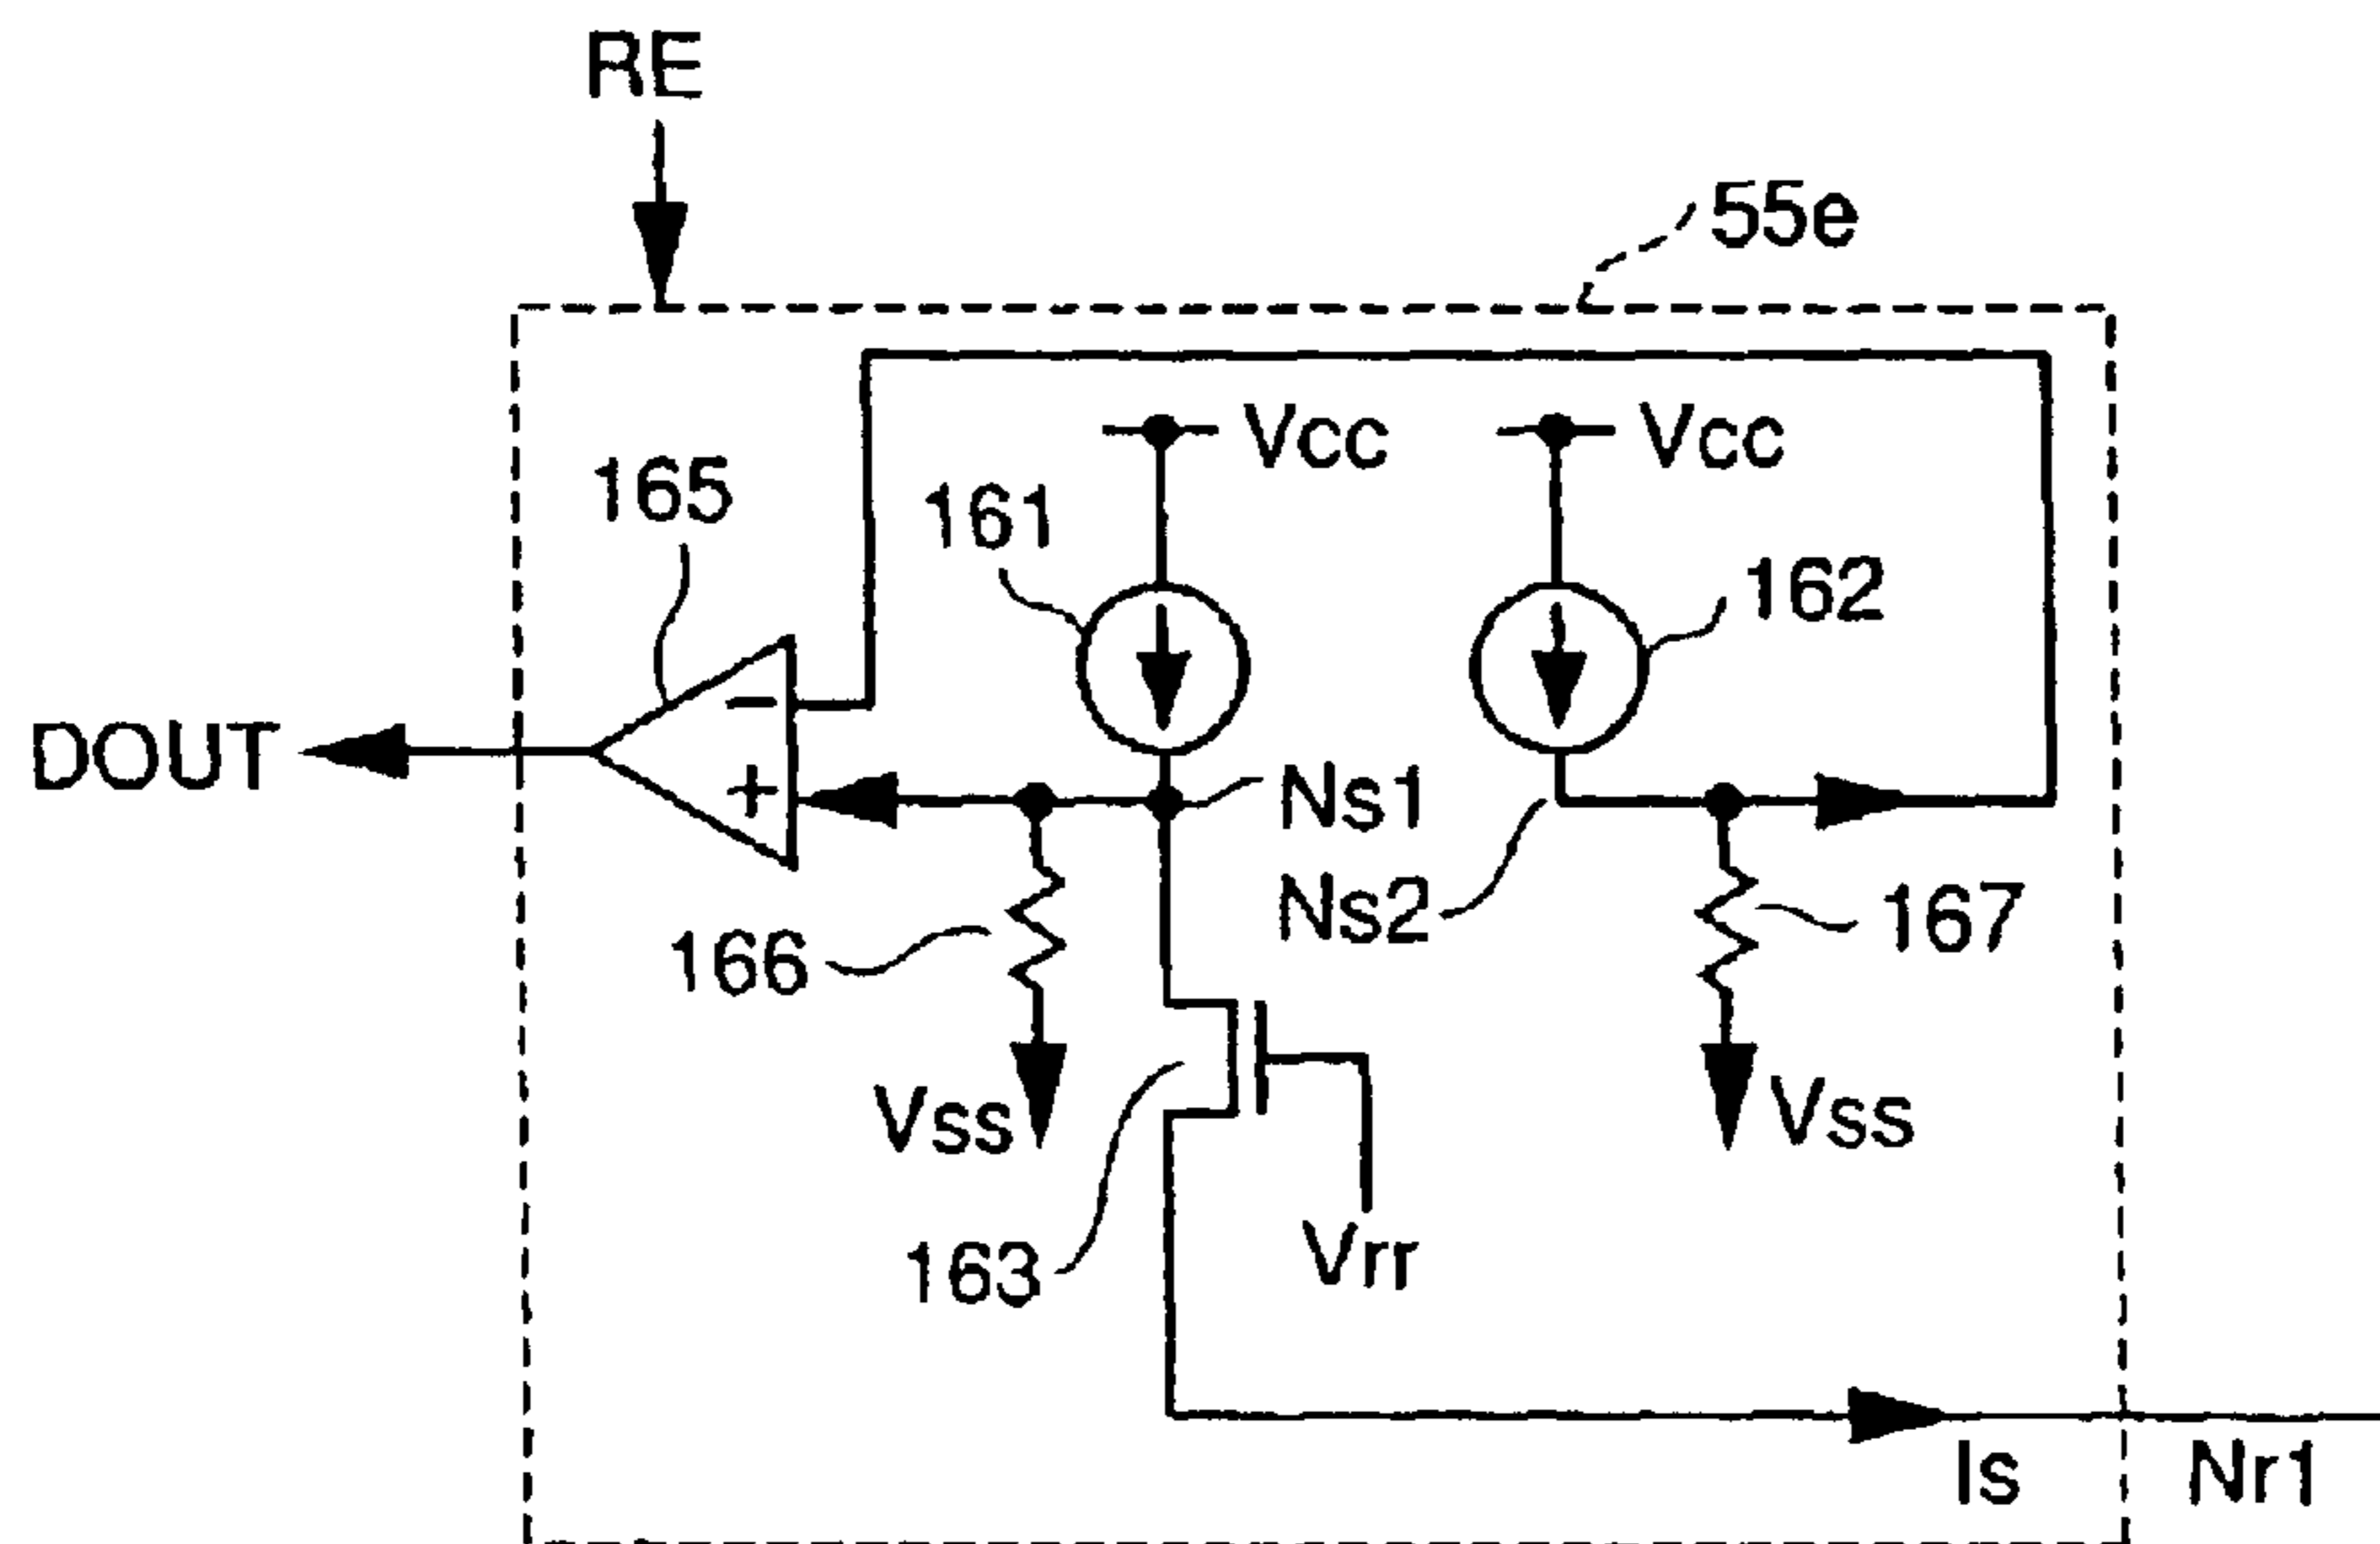 RE
55e
Vcc
Vcc
165
161
162
−
DOUT
+
Ns1
Ns2
166
167
Vss
Vss
163
Vrr
Is
Nr1